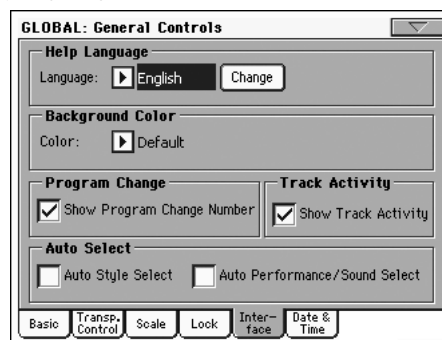 GLOBAL: General Controls
Help Language
Language: English Change
Background Color
Color: Default
Program Change
Show Program Change Number
Track Activity
Show Track Activity
Auto Select
Auto Style Select Auto Performance/Sound Select
Basic Transp. Control Scale Lock Inter-face Date & Time